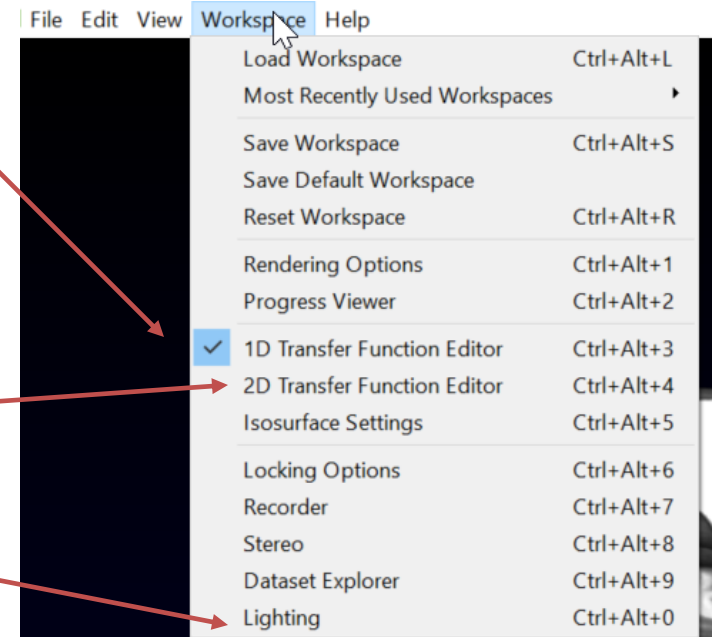 File Edit View Workspace Help
Load Workspace Ctrl+Alt+L
Most Recently Used Workspaces
Save Workspace Ctrl+Alt+S
Save Default Workspace
Reset Workspace Ctrl+Alt+R
Rendering Options Ctrl+Alt+1
Progress Viewer Ctrl+Alt+2
1D Transfer Function Editor Ctrl+Alt+3
2D Transfer Function Editor Ctrl+Alt+4
Isosurface Settings Ctrl+Alt+5
Locking Options Ctrl+Alt+6
Recorder Ctrl+Alt+7
Stereo Ctrl+Alt+8
Dataset Explorer Ctrl+Alt+9
Lighting Ctrl+Alt+0